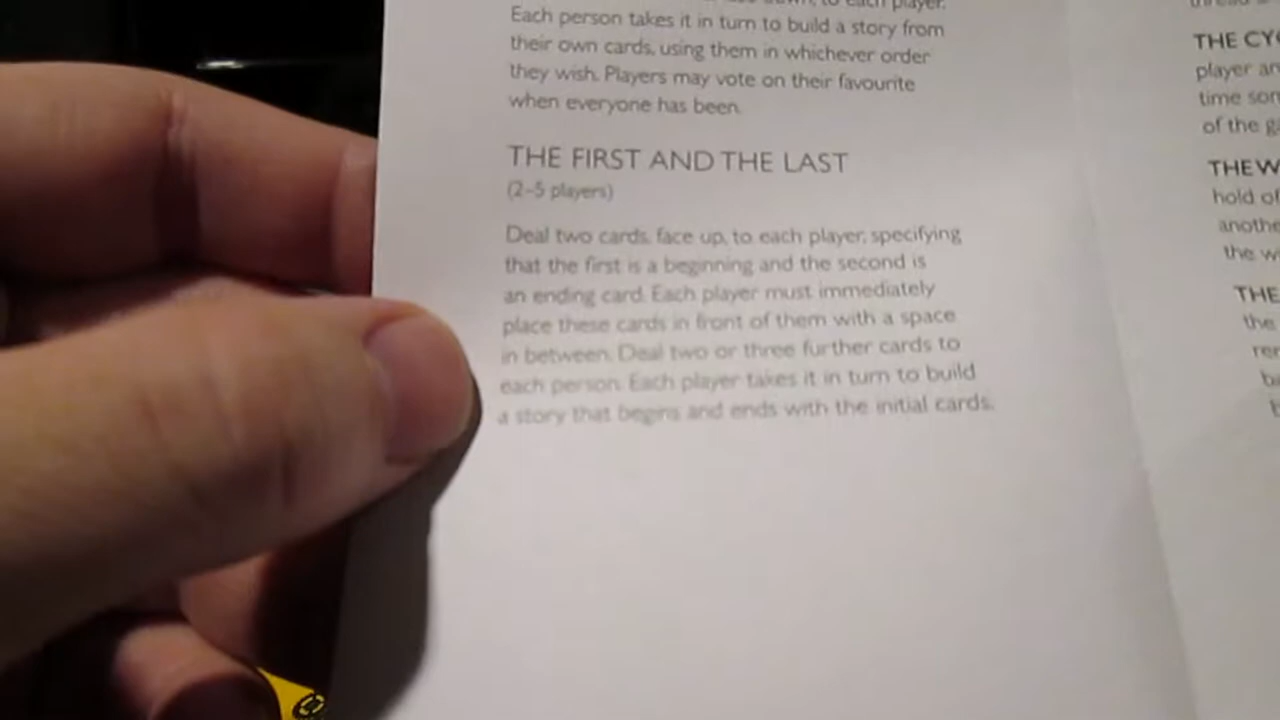 to each player.
Each person takes it in turn to build a story from
their own cards, using them in whichever order
they wish. Players may vote on their favourite
when everyone has been.
THE FIRST AND THE LAST
(2–5 players)
Deal two cards, face up, to each player, specifying
that the first is a beginning and the second is
an ending card. Each player must immediately
place these cards in front of them with a space
in between. Deal two or three further cards to
each person. Each player takes it in turn to build
a story that begins and ends with the initial cards.
THE CY
player an
time
of the
THE W
hold of
the
THE
the